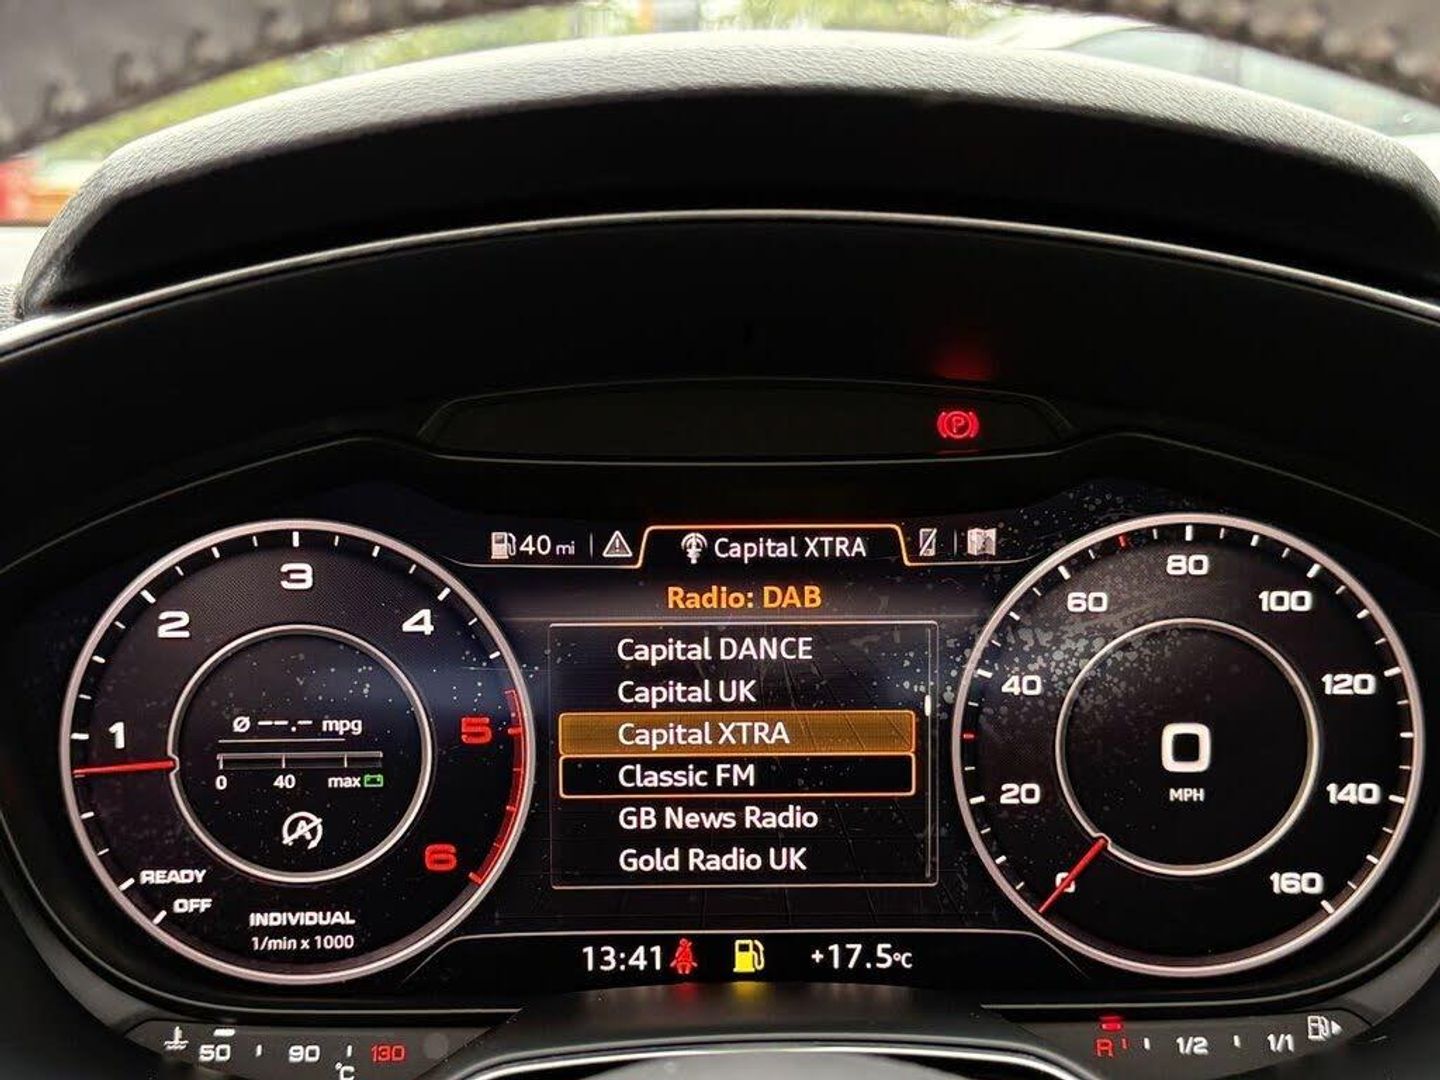 P
40 mi
Capital XTRA
Radio: DAB
Capital DANCE
Capital UK
Capital XTRA
Classic FM
GB News Radio
Gold Radio UK
1
2
3
4
5
6
Ø --.- mpg
0 40 max
A
READY
OFF
INDIVIDUAL
1/min x 1000
0
20
40
60
80
100
120
140
160
0
MPH
13:41
+17.5°C
50 90 130
°C
R 1/2 1/1